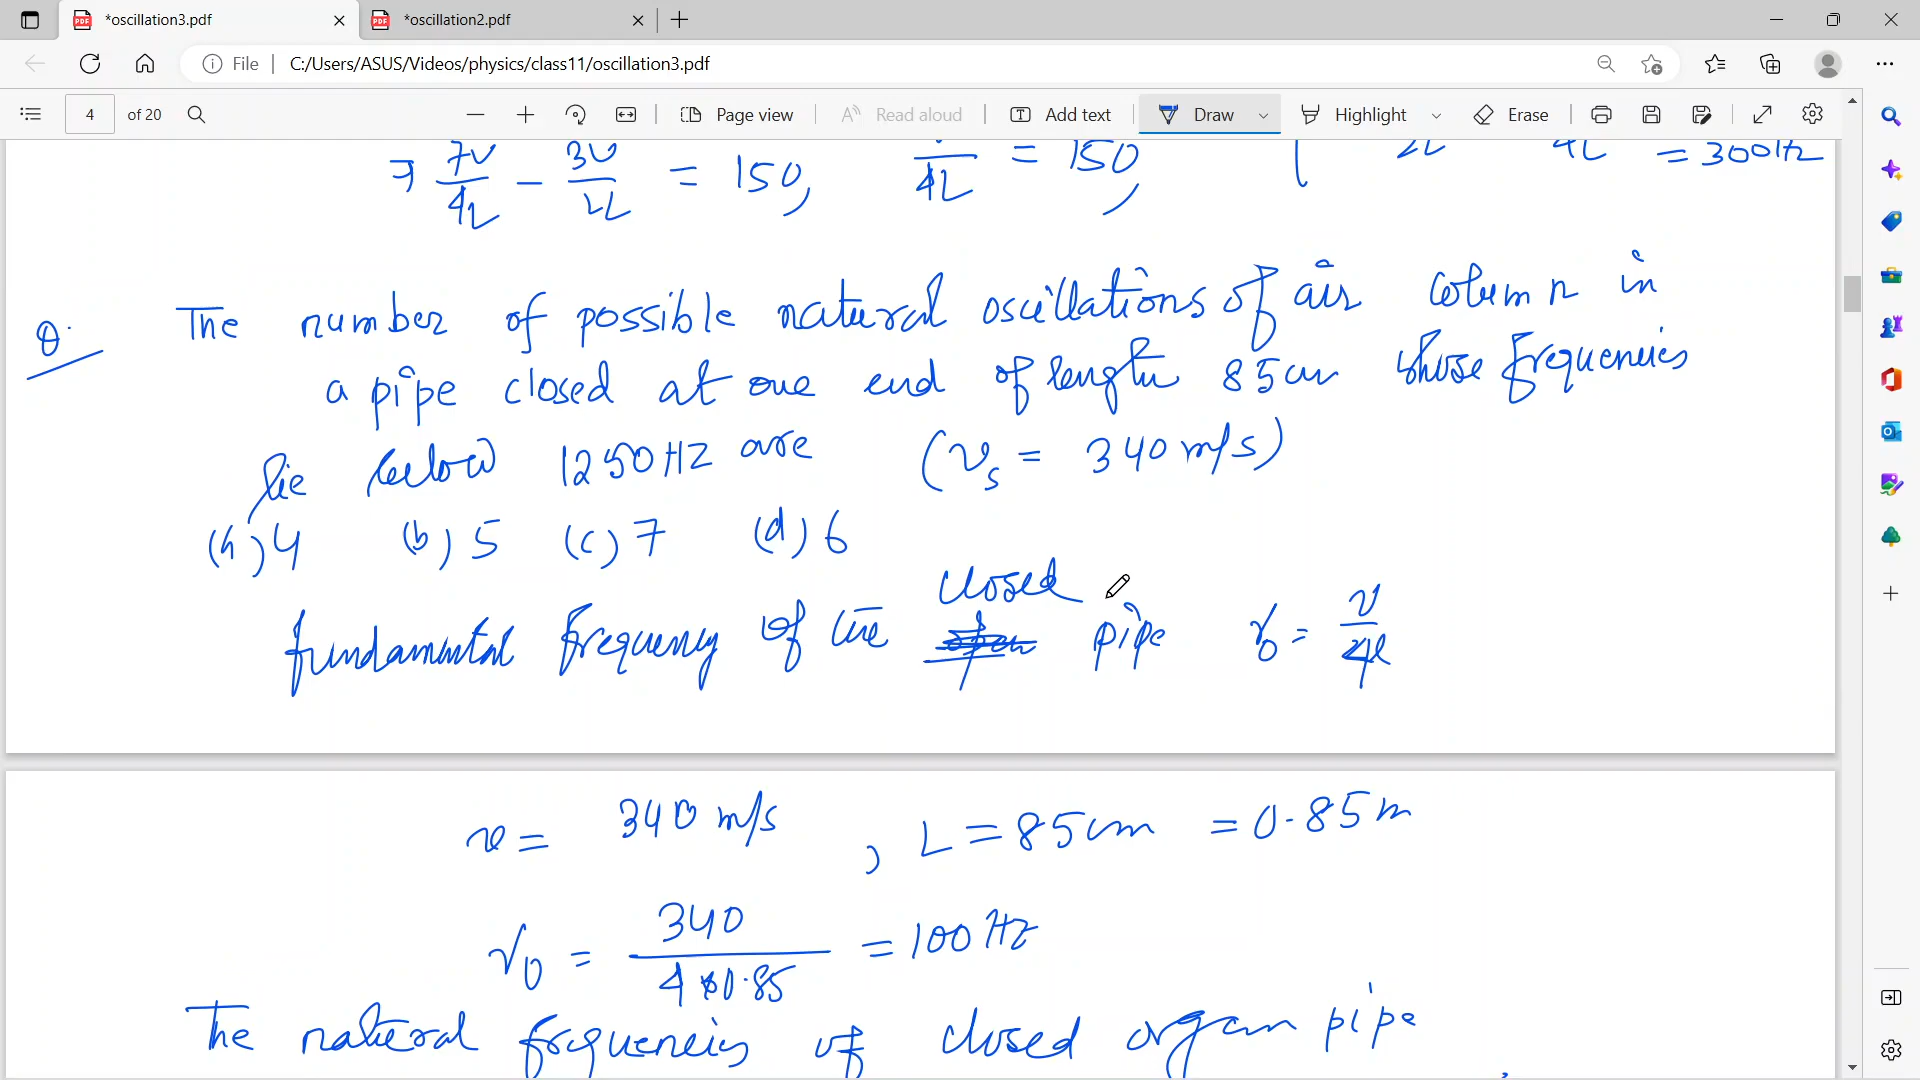 *oscillation3.pdf
*oscillation2.pdf
File
C:/Users/ASUS/Videos/physics/class11/oscillation3.pdf
4 of 20
Page view
Read aloud
Add text
Draw
Highlight
Erase
7v/4L - 3v/2L = 150, /4L = 150, 2L 4L = 300Hz
Q. The number of possible natural oscillations of air column in
a pipe closed at one end of length 85cm whose frequencies
lie below 1250HZ are (vs = 340 m/s)
(a) 4 (b) 5 (c) 7 (d) 6
closed
fundamental frequency of the pipe ν0 = v/4l
v = 340 m/s , L = 85cm = 0.85m
ν0 = 340/4×0.85 = 100 Hz
The natural frequencies of closed organ pipe